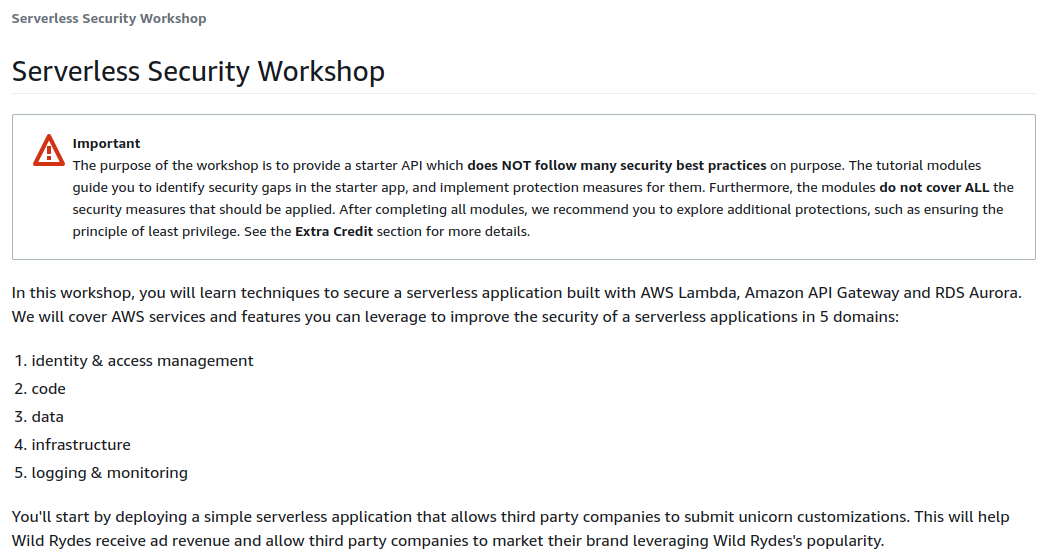 Serverless Security Workshop
Serverless Security Workshop
Important
The purpose of the workshop is to provide a starter API which does NOT follow many security best practices on purpose. The tutorial modules
guide you to identify security gaps in the starter app, and implement protection measures for them. Furthermore, the modules do not cover ALL the
security measures that should be applied. After completing all modules, we recommend you to explore additional protections, such as ensuring the
principle of least privilege. See the Extra Credit section for more details.
In this workshop, you will learn techniques to secure a serverless application built with AWS Lambda, Amazon API Gateway and RDS Aurora.
We will cover AWS services and features you can leverage to improve the security of a serverless applications in 5 domains:
1. identity & access management
2. code
3. data
4. infrastructure
5. logging & monitoring
You'll start by deploying a simple serverless application that allows third party companies to submit unicorn customizations. This will help
Wild Rydes receive ad revenue and allow third party companies to market their brand leveraging Wild Rydes's popularity.